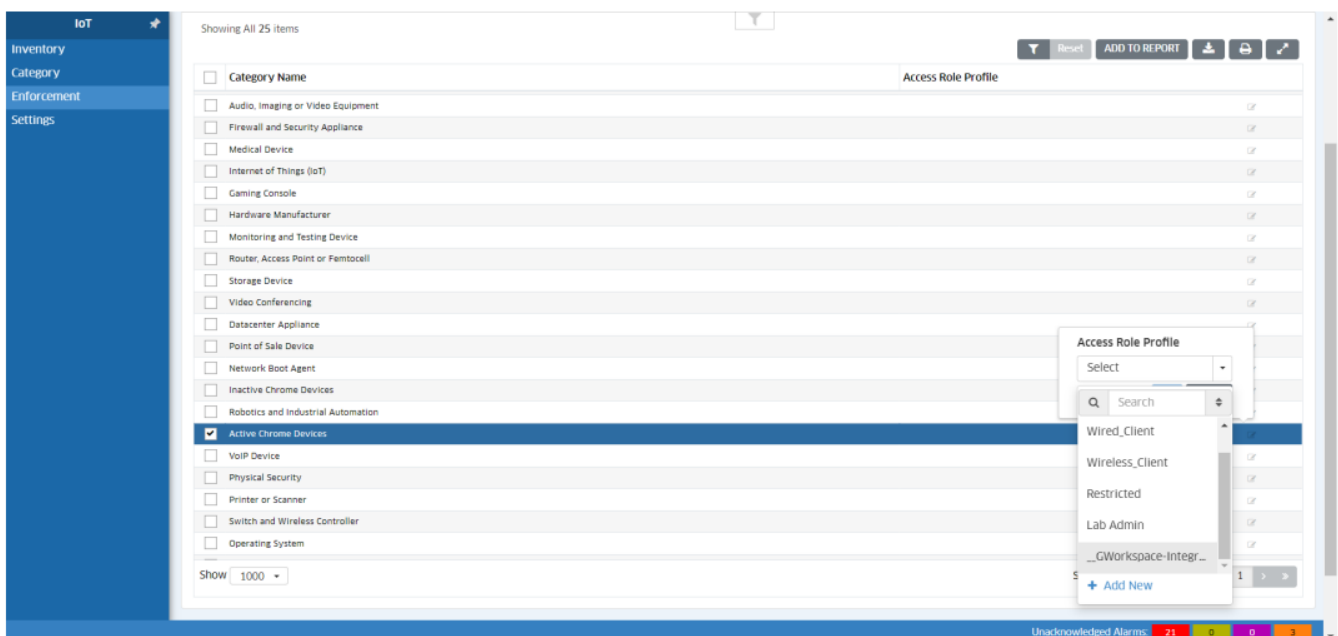 IoT
Inventory
Category
Enforcement
Settings
Showing All 25 items
Reset
ADD TO REPORT
Category Name
Access Role Profile
Audio, Imaging or Video Equipment
Firewall and Security Appliance
Medical Device
Internet of Things (IoT)
Gaming Console
Hardware Manufacturer
Monitoring and Testing Device
Router, Access Point or Femtocell
Storage Device
Video Conferencing
Datacenter Appliance
Point of Sale Device
Network Boot Agent
Inactive Chrome Devices
Robotics and Industrial Automation
Active Chrome Devices
VoIP Device
Physical Security
Printer or Scanner
Switch and Wireless Controller
Operating System
Access Role Profile
Select
Search
Wired_Client
Wireless_Client
Restricted
Lab Admin
__GWorkspace-Integr...
+ Add New
Show 1000
1
Unacknowledged Alarms: 21 0 0 3